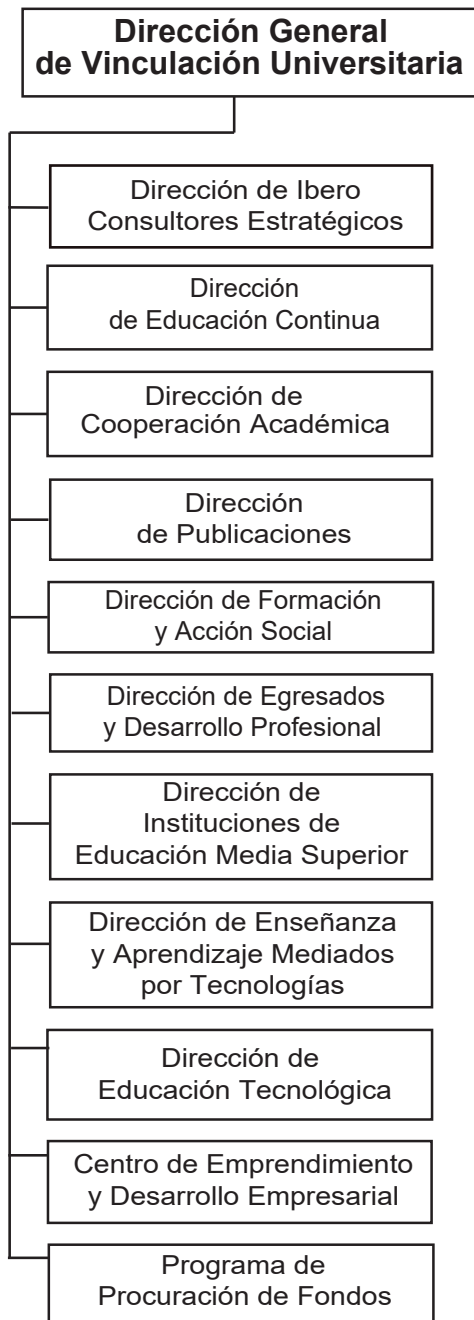 Dirección General
de Vinculación Universitaria
Dirección de Ibero
Consultores Estratégicos
Dirección
de Educación Continua
Dirección de
Cooperación Académica
Dirección
de Publicaciones
Dirección de Formación
y Acción Social
Dirección de Egresados
y Desarrollo Profesional
Dirección de
Instituciones de
Educación Media Superior
Dirección de Enseñanza
y Aprendizaje Mediados
por Tecnologías
Dirección de
Educación Tecnológica
Centro de Emprendimiento
y Desarrollo Empresarial
Programa de
Procuración de Fondos